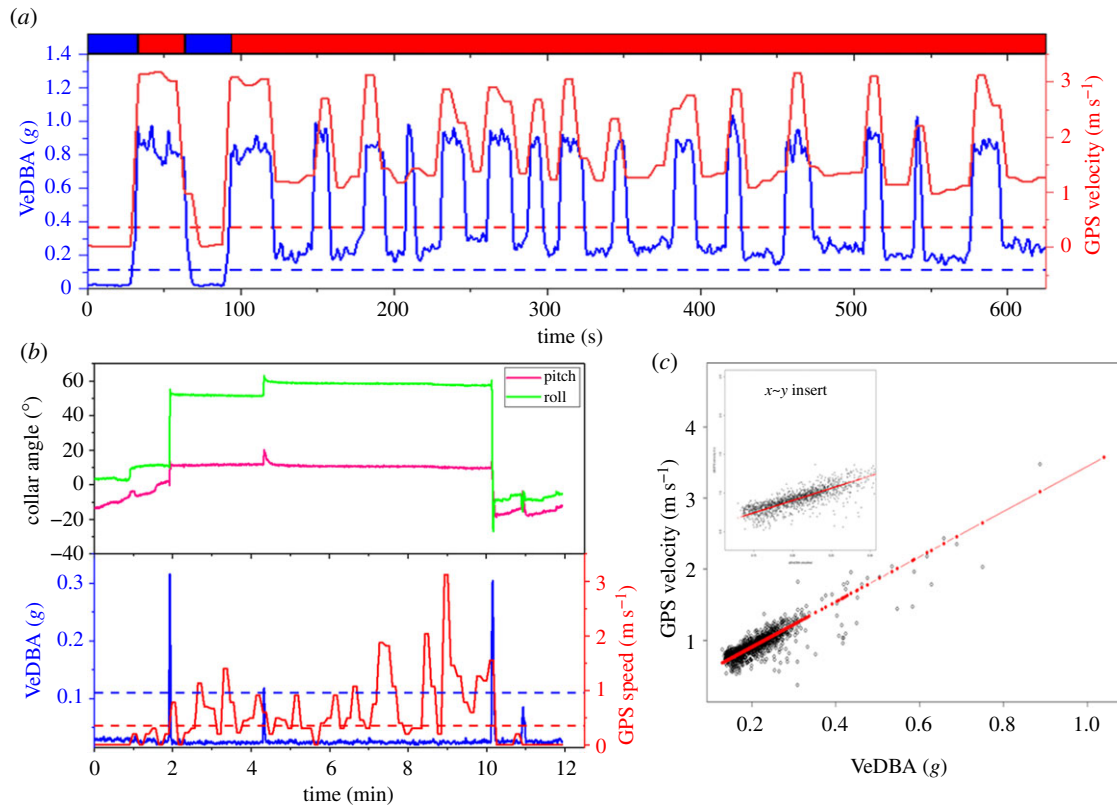 (a)
1.4
1.2
1.0
0.8
0.6
0.4
0.2
0
VeDBA (g)
3
2
1
0
GPS velocity (m s−1)
0 100 200 300 400 500 600
time (s)
(b)
60
40
20
0
−20
−40
collar angle (°)
pitch
roll
0.3
0.2
0.1
VeDBA (g)
3
2
1
0
GPS speed (m s−1)
0 2 4 6 8 10 12
time (min)
(c)
x~y insert
4
3
2
1
GPS velocity (m s−1)
0.2 0.4 0.6 0.8 1.0
VeDBA (g)